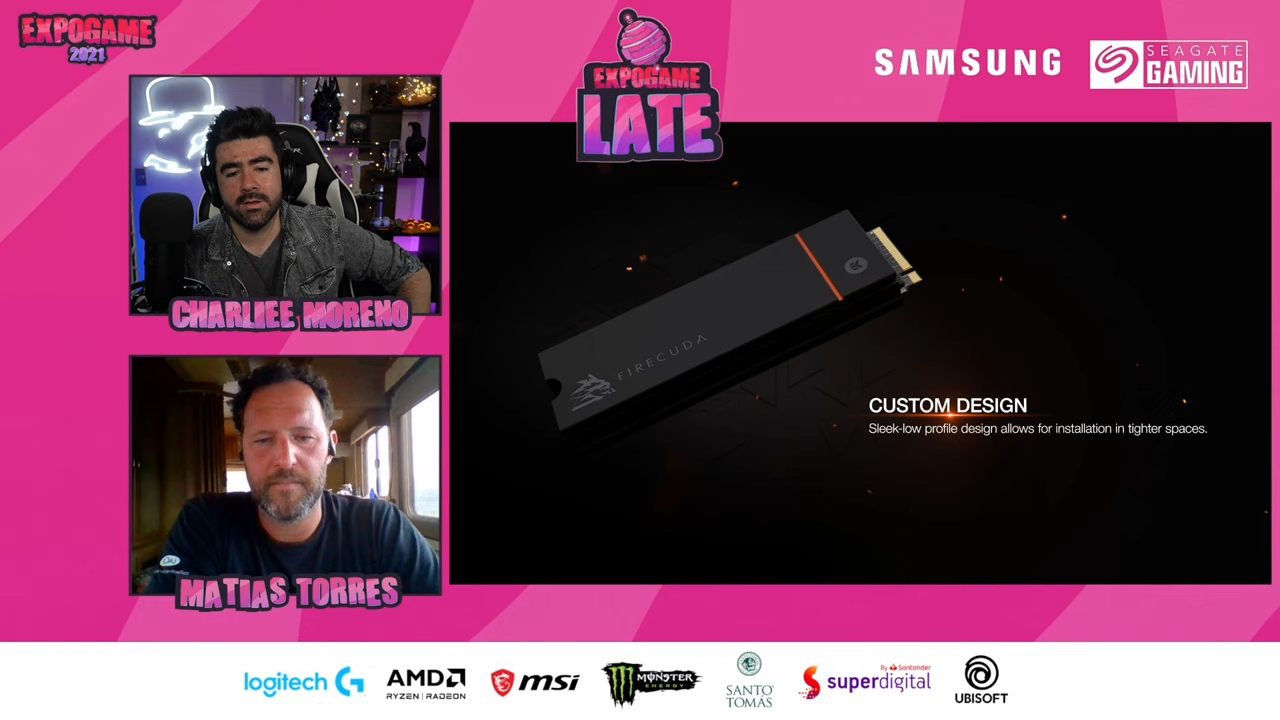 EXPOGAME
2021
EXPOGAME
LATE
SAMSUNG
SEAGATE
GAMING
CHARLIEE MORENO
FIRECUDA
EK
CUSTOM DESIGN
Sleek-low profile design allows for installation in tighter spaces.
MATIAS TORRES
logitech G
AMD
RYZEN | RADEON
msi
MONSTER
ENERGY
SANTO
TOMÁS
By Santander
superdigital
UBISOFT